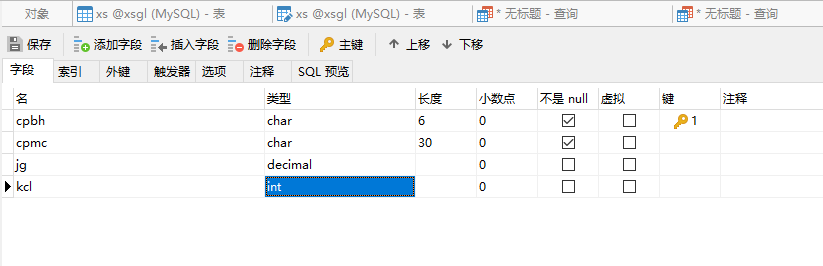 对象 xs @xsgl (MySQL) - 表 xs @xsgl (MySQL) - 表 * 无标题 - 查询 * 无标题 - 查询
保存 添加字段 插入字段 删除字段 主键 上移 下移
字段 索引 外键 触发器 选项 注释 SQL 预览
名 类型 长度 小数点 不是 null 虚拟 键 注释
cpbh char 6 0 1
cpmc char 30 0
jg decimal 0
kcl int 0